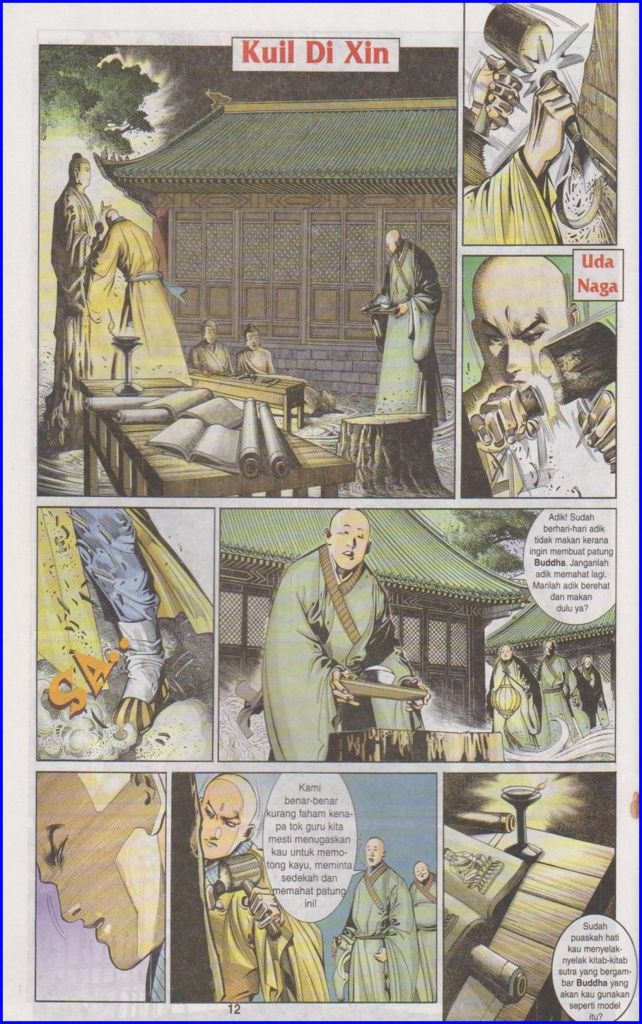 Kuil Di Xin
Uda
Naga
SA..
Adik! Sudah
berhari-hari adik
tidak makan kerana
ingin membuat patung
Buddha. Janganlah
adik memahat lagi.
Marilah adik berehat
dan makan
dulu ya?
Kami
benar-benar
kurang faham kena-
pa tok guru kita
mesti menugaskan
kau untuk memo-
tong kayu, meminta
sedekah dan
memahat patung
ini!
Sudah
puaskah hati
kau menyelak-
nyelak kitab-kitab
sutra yang bergam-
bar Buddha yang
akan kau gunakan
seperti model
itu?
12